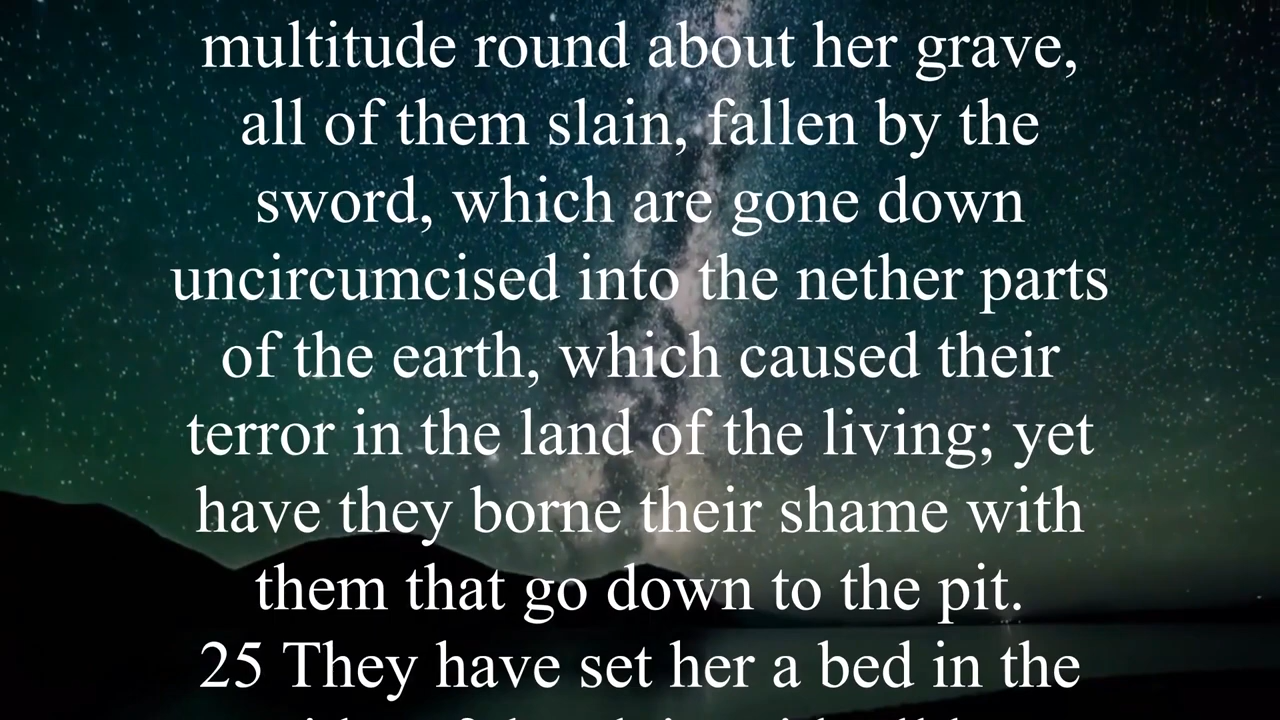 multitude round about her grave,
all of them slain, fallen by the
sword, which are gone down
uncircumcised into the nether parts
of the earth, which caused their
terror in the land of the living; yet
have they borne their shame with
them that go down to the pit.
25 They have set her a bed in the